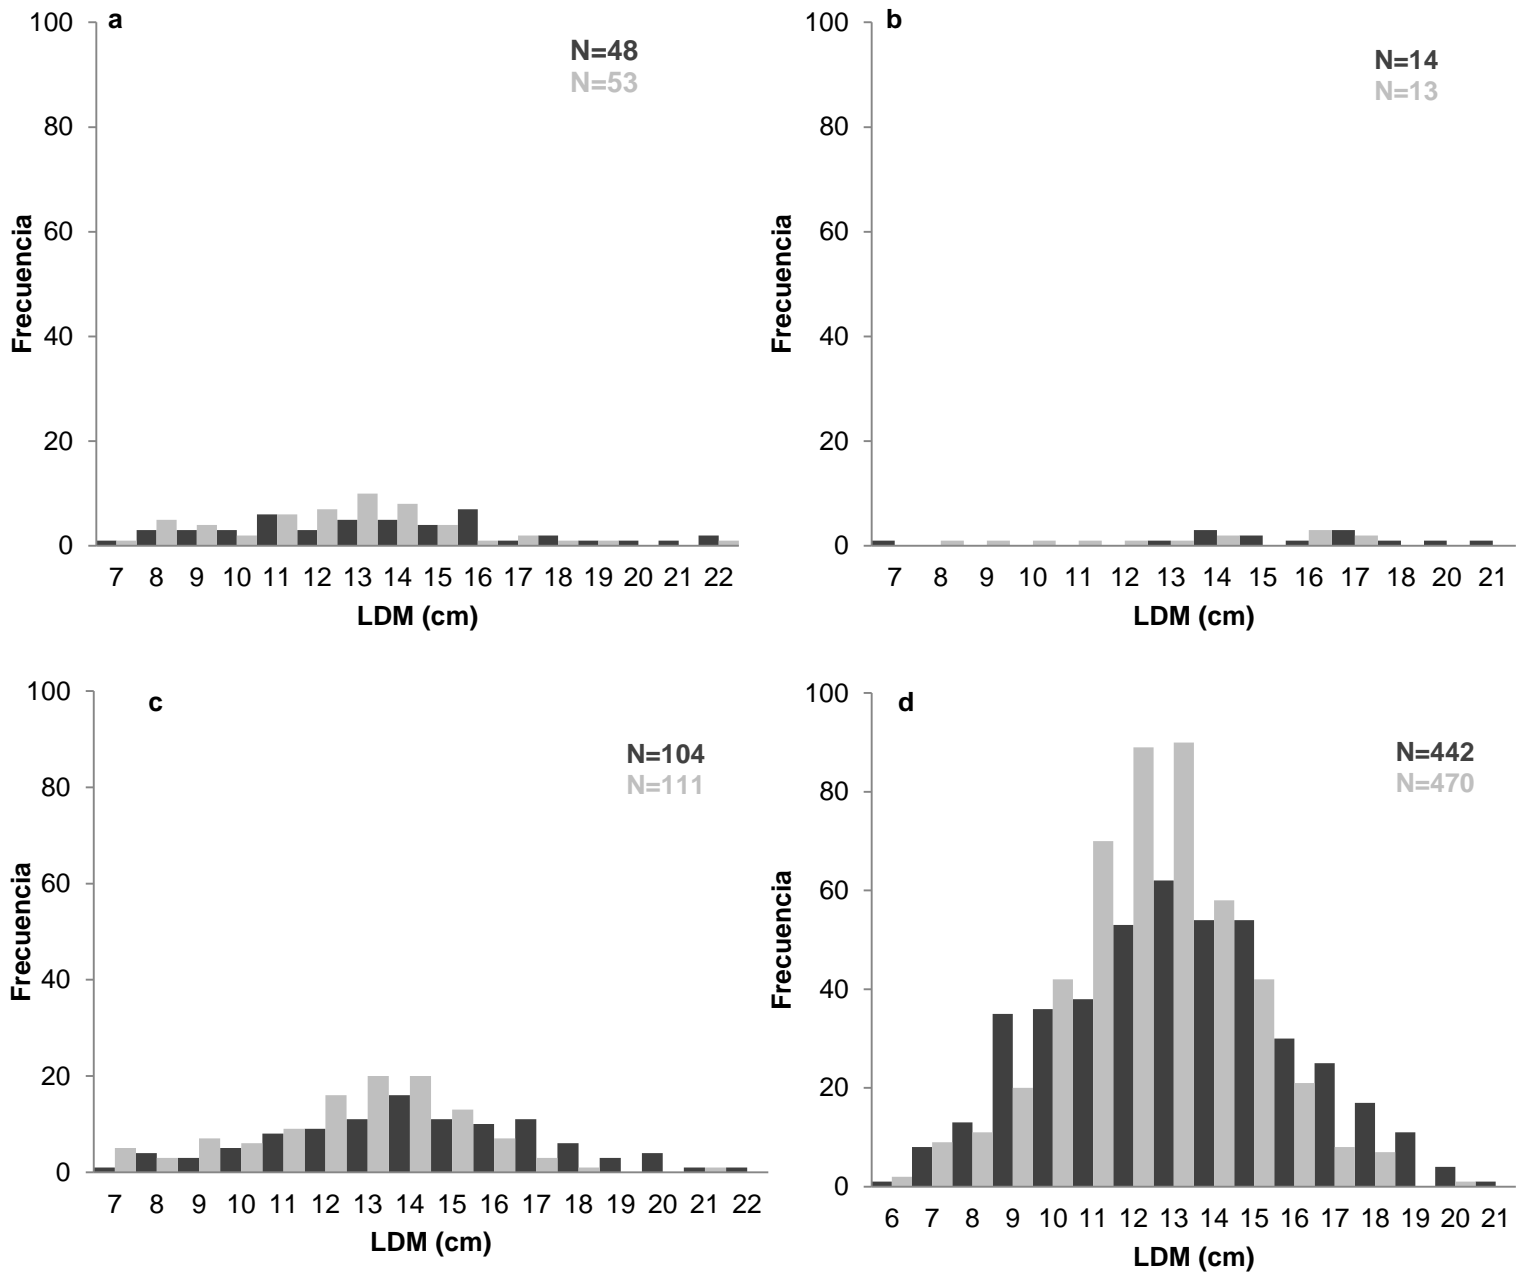 a
N=48
N=53
100
80
60
40
20
0
Frecuencia
7 8 9 10 11 12 13 14 15 16 17 18 19 20 21 22
LDM (cm)
b
N=14
N=13
100
80
60
40
20
0
Frecuencia
7 8 9 10 11 12 13 14 15 16 17 18 20 21
LDM (cm)
c
N=104
N=111
100
80
60
40
20
0
Frecuencia
7 8 9 10 11 12 13 14 15 16 17 18 19 20 21 22
LDM (cm)
d
N=442
N=470
100
80
60
40
20
0
Frecuencia
6 7 8 9 10 11 12 13 14 15 16 17 18 19 20 21
LDM (cm)